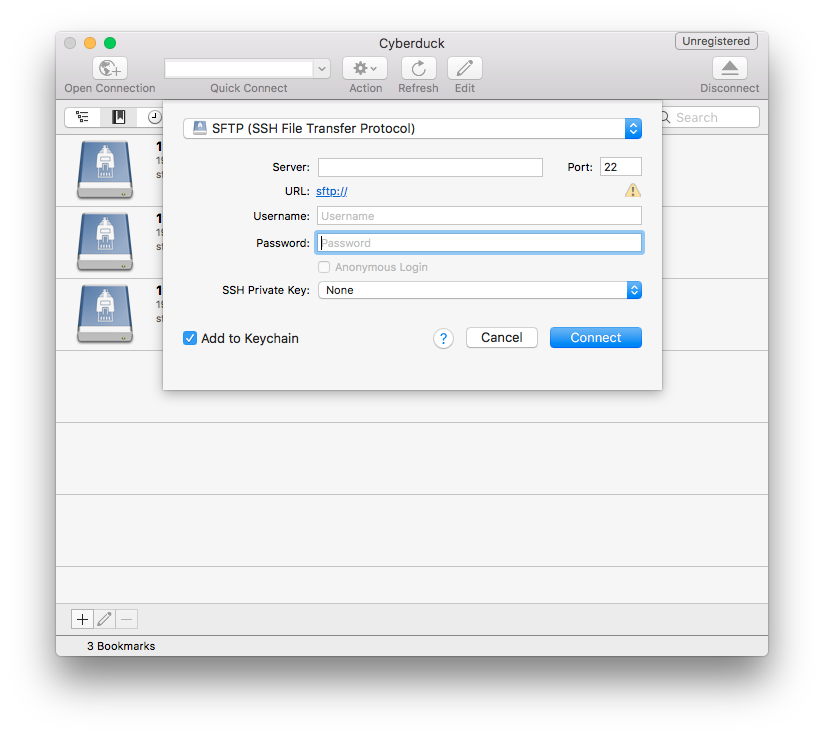 Cyberduck
Unregistered
Open Connection
Quick Connect
Action
Refresh
Edit
Disconnect
Search
SFTP (SSH File Transfer Protocol)
Server:
Port: 22
URL: sftp://
Username: Username
Password: Password
Anonymous Login
SSH Private Key: None
Add to Keychain
?
Cancel
Connect
3 Bookmarks